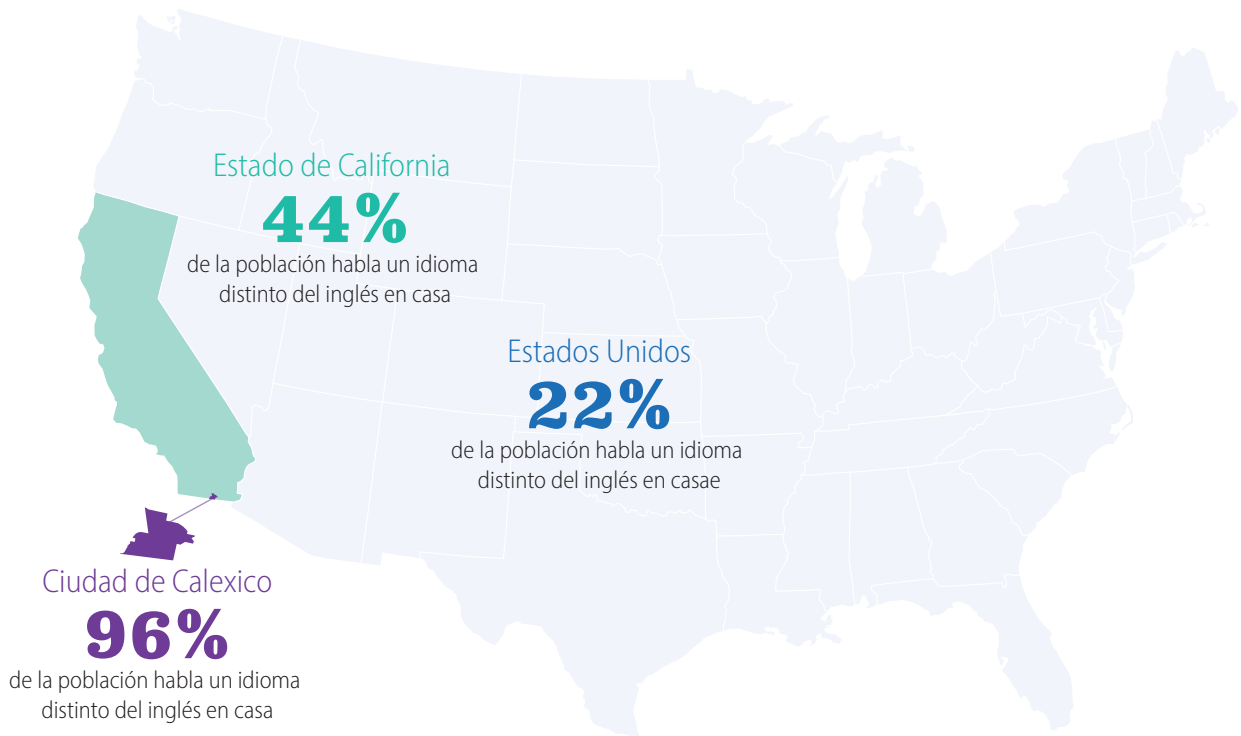 Estado de California
44%
de la población habla un idioma
distinto del inglés en casa
Estados Unidos
22%
de la población habla un idioma
distinto del inglés en casae
Ciudad de Calexico
96%
de la población habla un idioma
distinto del inglés en casa